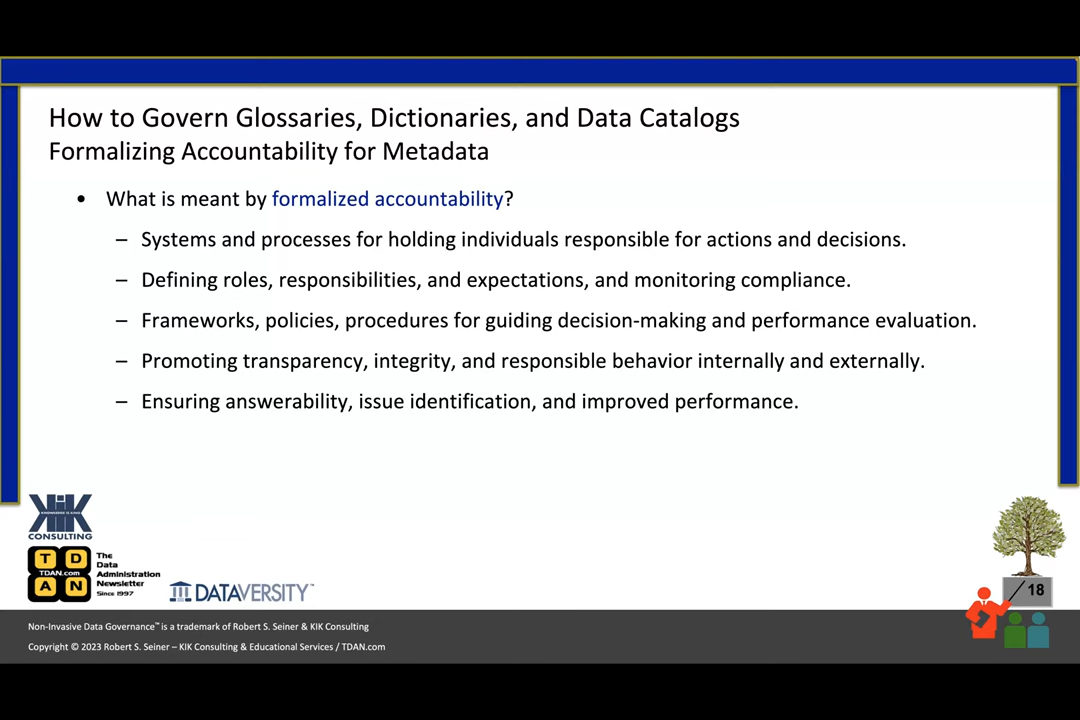 How to Govern Glossaries, Dictionaries, and Data Catalogs
Formalizing Accountability for Metadata
• What is meant by formalized accountability?
– Systems and processes for holding individuals responsible for actions and decisions.
– Defining roles, responsibilities, and expectations, and monitoring compliance.
– Frameworks, policies, procedures for guiding decision-making and performance evaluation.
– Promoting transparency, integrity, and responsible behavior internally and externally.
– Ensuring answerability, issue identification, and improved performance.
KIK
KNOWLEDGE IS KING
CONSULTING
T D
TDAN.com
A N
The
Data
Administration
Newsletter
Since 1997
DATAVERSITY™
18
Non-Invasive Data Governance™ is a trademark of Robert S. Seiner & KIK Consulting
Copyright © 2023 Robert S. Seiner – KIK Consulting & Educational Services / TDAN.com